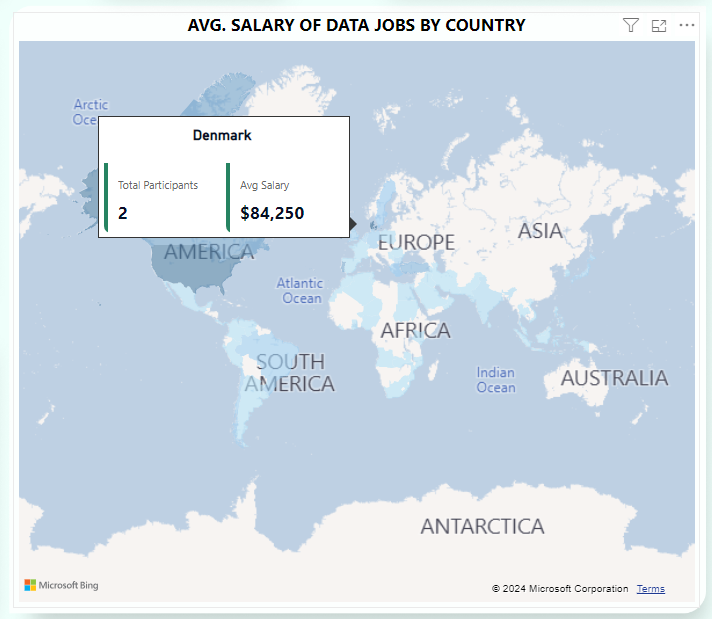 AVG. SALARY OF DATA JOBS BY COUNTRY
Arctic
Oce
Denmark
Total Participants
Avg Salary
2
$84,250
AMERICA
EUROPE
ASIA
Atlantic
Ocean
AFRICA
SOUTH
AMERICA
Indian
Ocean
AUSTRALIA
ANTARCTICA
Microsoft Bing
© 2024 Microsoft Corporation Terms